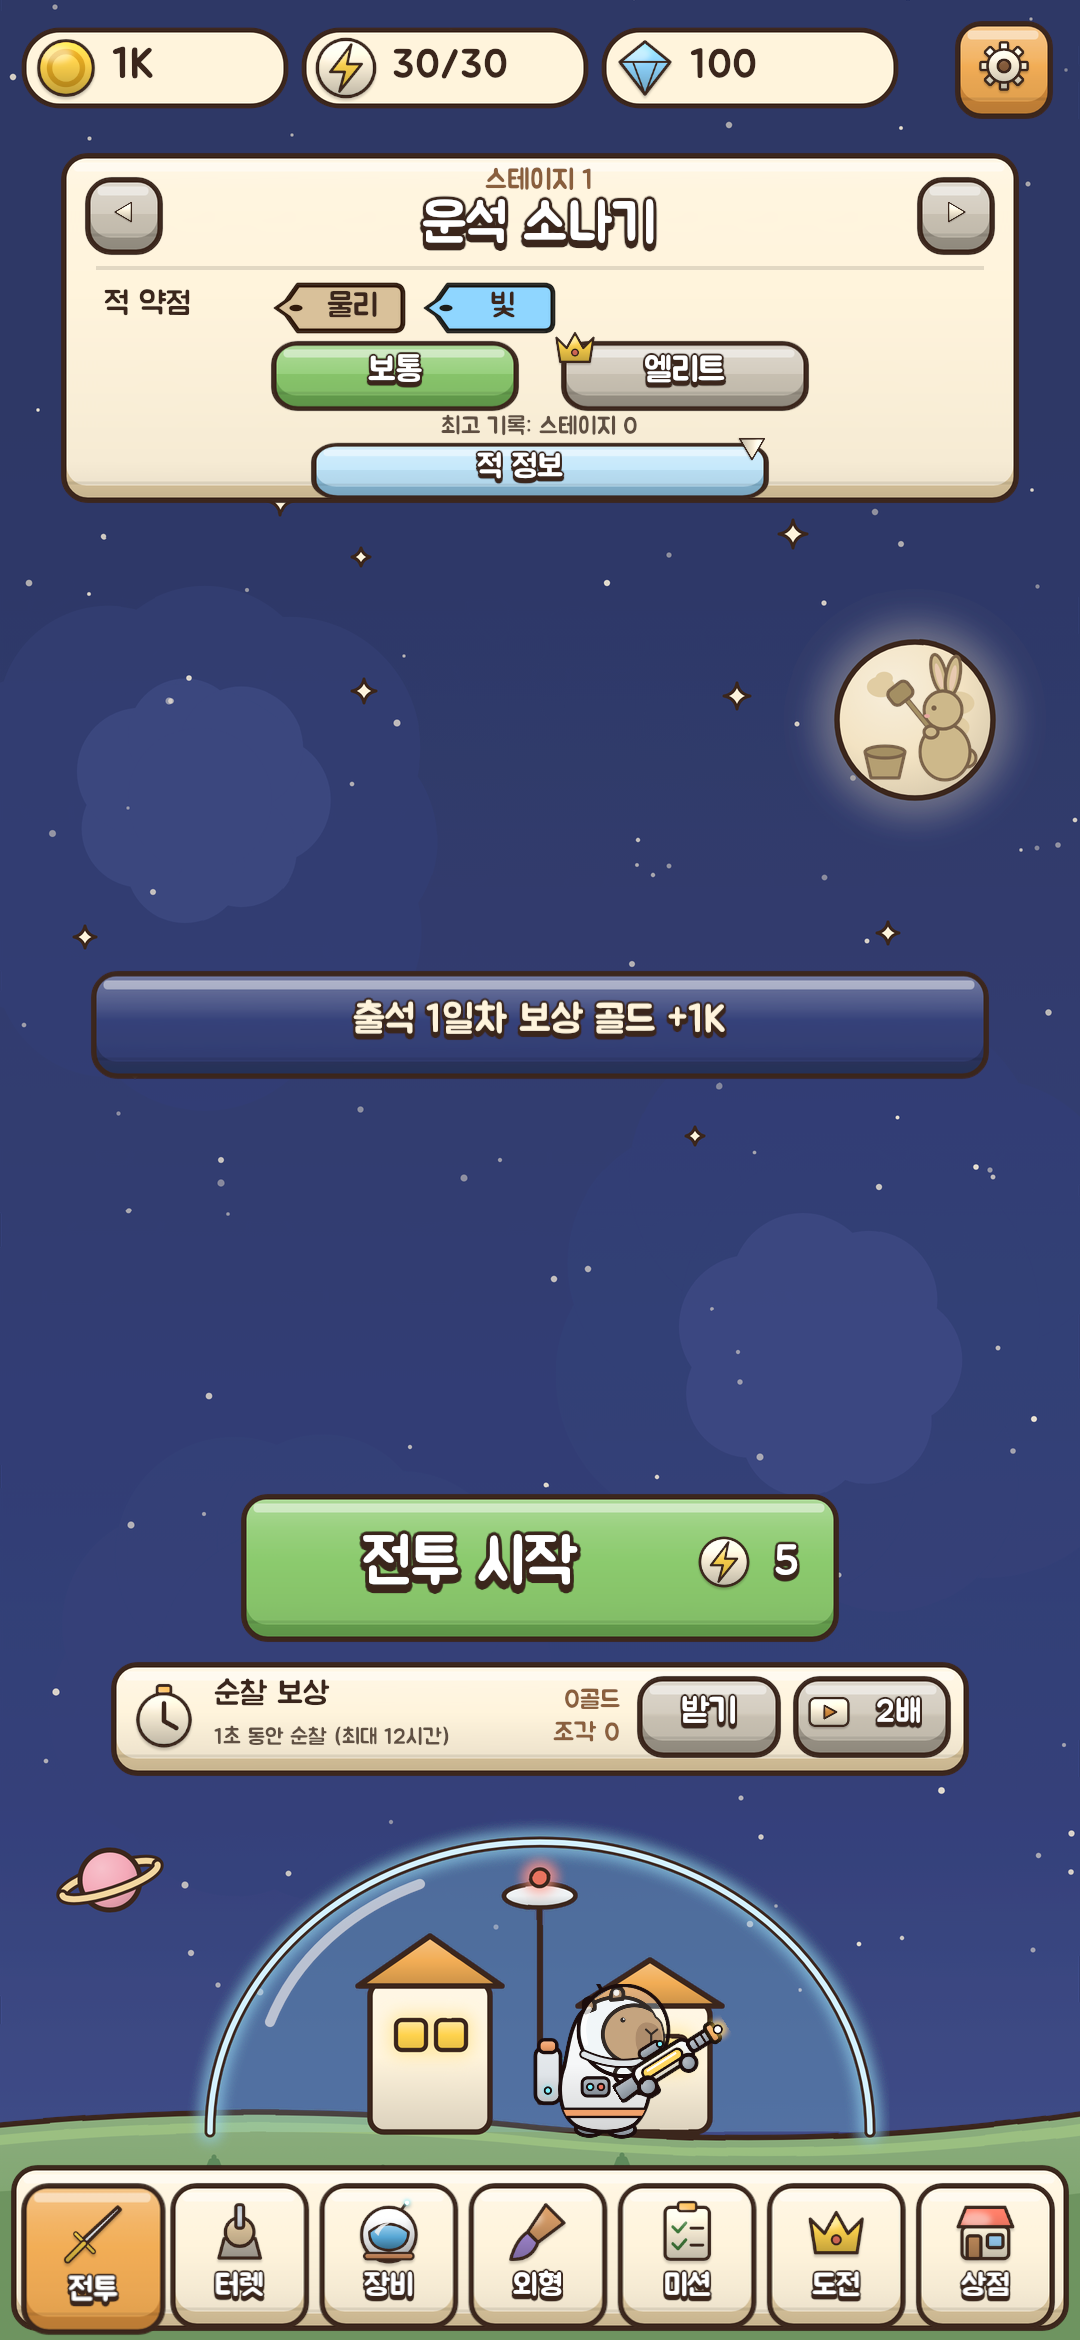 1K
30/30
100
스테이지 1
운석 소나기
적 약점
물리
빛
보통
엘리트
최고 기록: 스테이지 0
적 정보
출석 1일차 보상 골드 +1K
전투 시작
5
순찰 보상
1초 동안 순찰 (최대 12시간)
0골드
조각 0
받기
2배
전투
터렛
장비
외형
미션
도전
상점